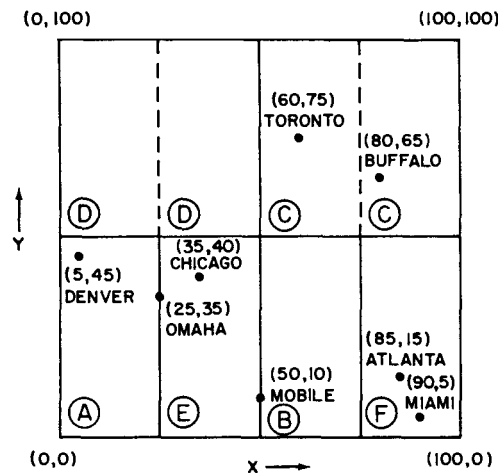 (0,100)
(100,100)
(60,75)
TORONTO
(80,65)
BUFFALO
D
D
C
C
Y
(5,45)
DENVER
(35,40)
CHICAGO
(25,35)
OMAHA
(50,10)
MOBILE
(85,15)
ATLANTA
(90,5)
MIAMI
A
E
B
F
(0,0)
X
(100,0)